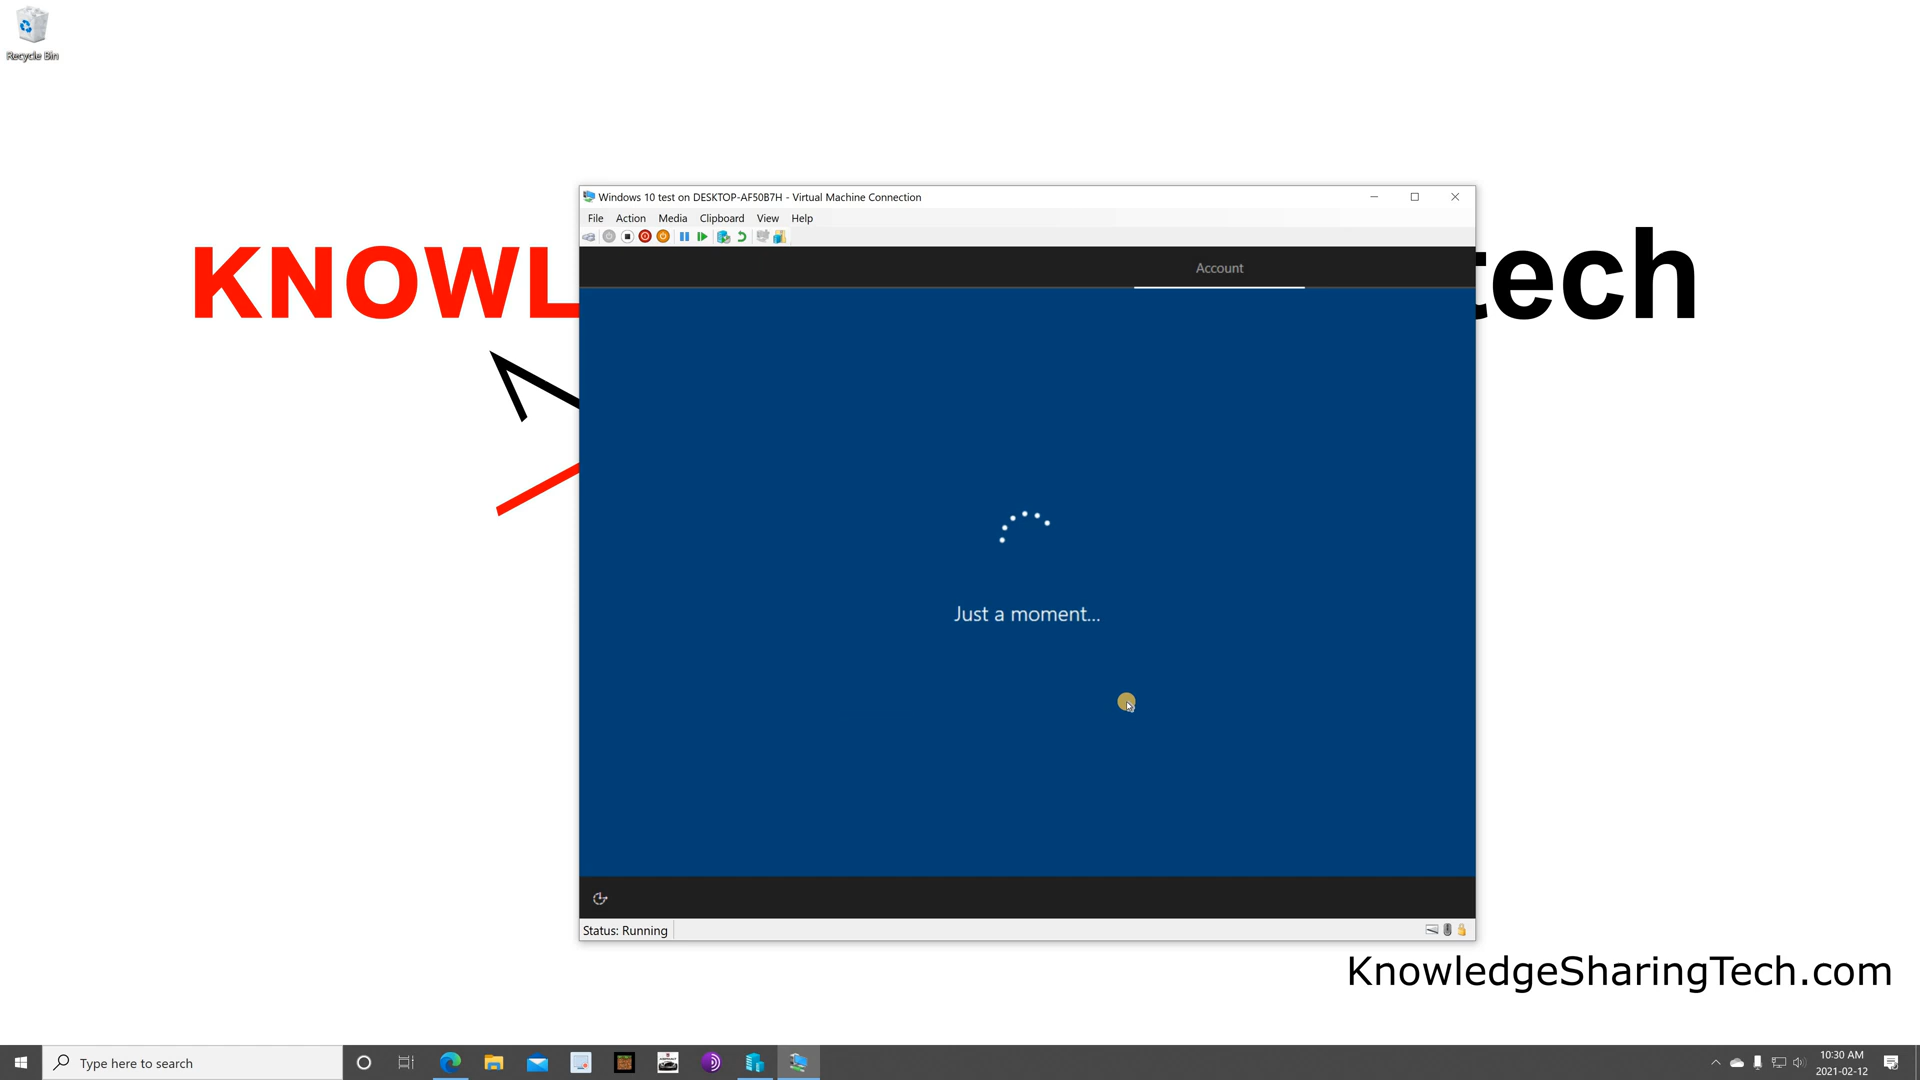 Recycle Bin
KNOWL
tech
Windows 10 test on DESKTOP-AF50B7H - Virtual Machine Connection
File Action Media Clipboard View Help
Account
Just a moment...
Status: Running
KnowledgeSharingTech.com
Type here to search
10:30 AM
2021-02-12